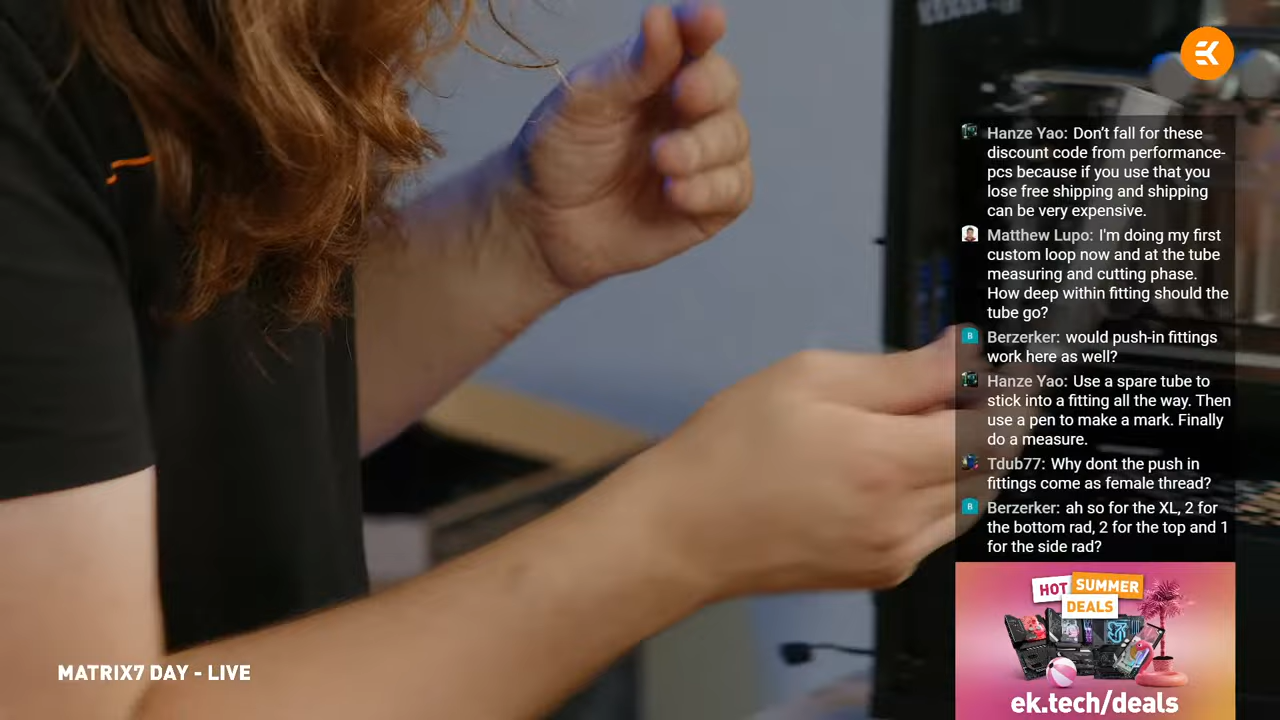 Hanze Yao: Don't fall for these
discount code from performance-
pcs because if you use that you
lose free shipping and shipping
can be very expensive.
Matthew Lupo: I'm doing my first
custom loop now and at the tube
measuring and cutting phase.
How deep within fitting should the
tube go?
B Berzerker: would push-in fittings
work here as well?
Hanze Yao: Use a spare tube to
stick into a fitting all the way. Then
use a pen to make a mark. Finally
do a measure.
Tdub77: Why dont the push in
fittings come as female thread?
B Berzerker: ah so for the XL, 2 for
the bottom rad, 2 for the top and 1
for the side rad?
HOT SUMMER
DEALS
ek.tech/deals
MATRIX7 DAY - LIVE